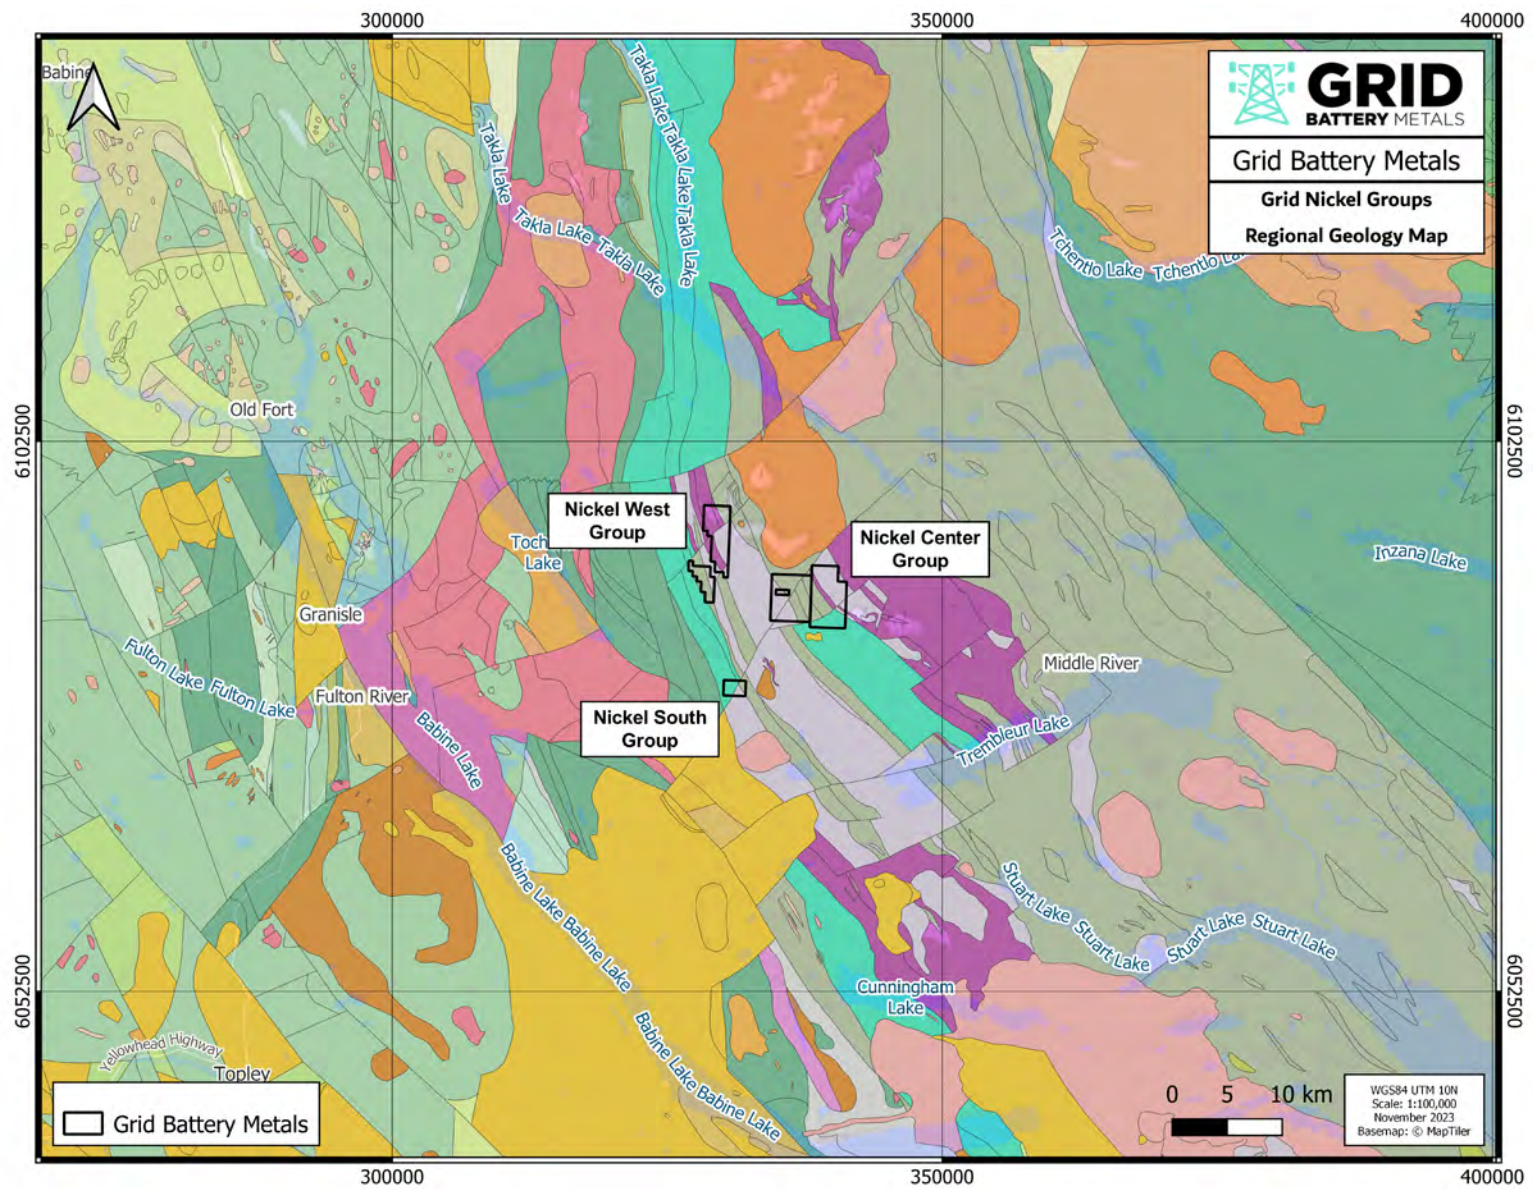 300000
350000
400000
Babine
GRID
BATTERY METALS
Grid Battery Metals
Grid Nickel Groups
Regional Geology Map
Takla Lake
Takla Lake Takla Lake Takla Lake
Takla Lake Takla Lake
Tchentlo Lake Tchentlo La
Old Fort
6102500
6102500
Nickel West
Group
Nickel Center
Group
Toch
Lake
Inzana Lake
Granisle
Fulton Lake Fulton Lake
Fulton River
Middle River
Nickel South
Group
Babine Lake
Trembleur Lake
Babine Lake Babine Lake
Stuart Lake Stuart Lake
Stuart Lake Stuart Lake
Cunningham
Lake
6052500
6052500
Babine Lake Babine Lake
Yellowhead Highway
Topley
Grid Battery Metals
0 5 10 km
WGS84 UTM 10N
Scale: 1:100,000
November 2023
Basemap: © MapTiler
300000
350000
400000